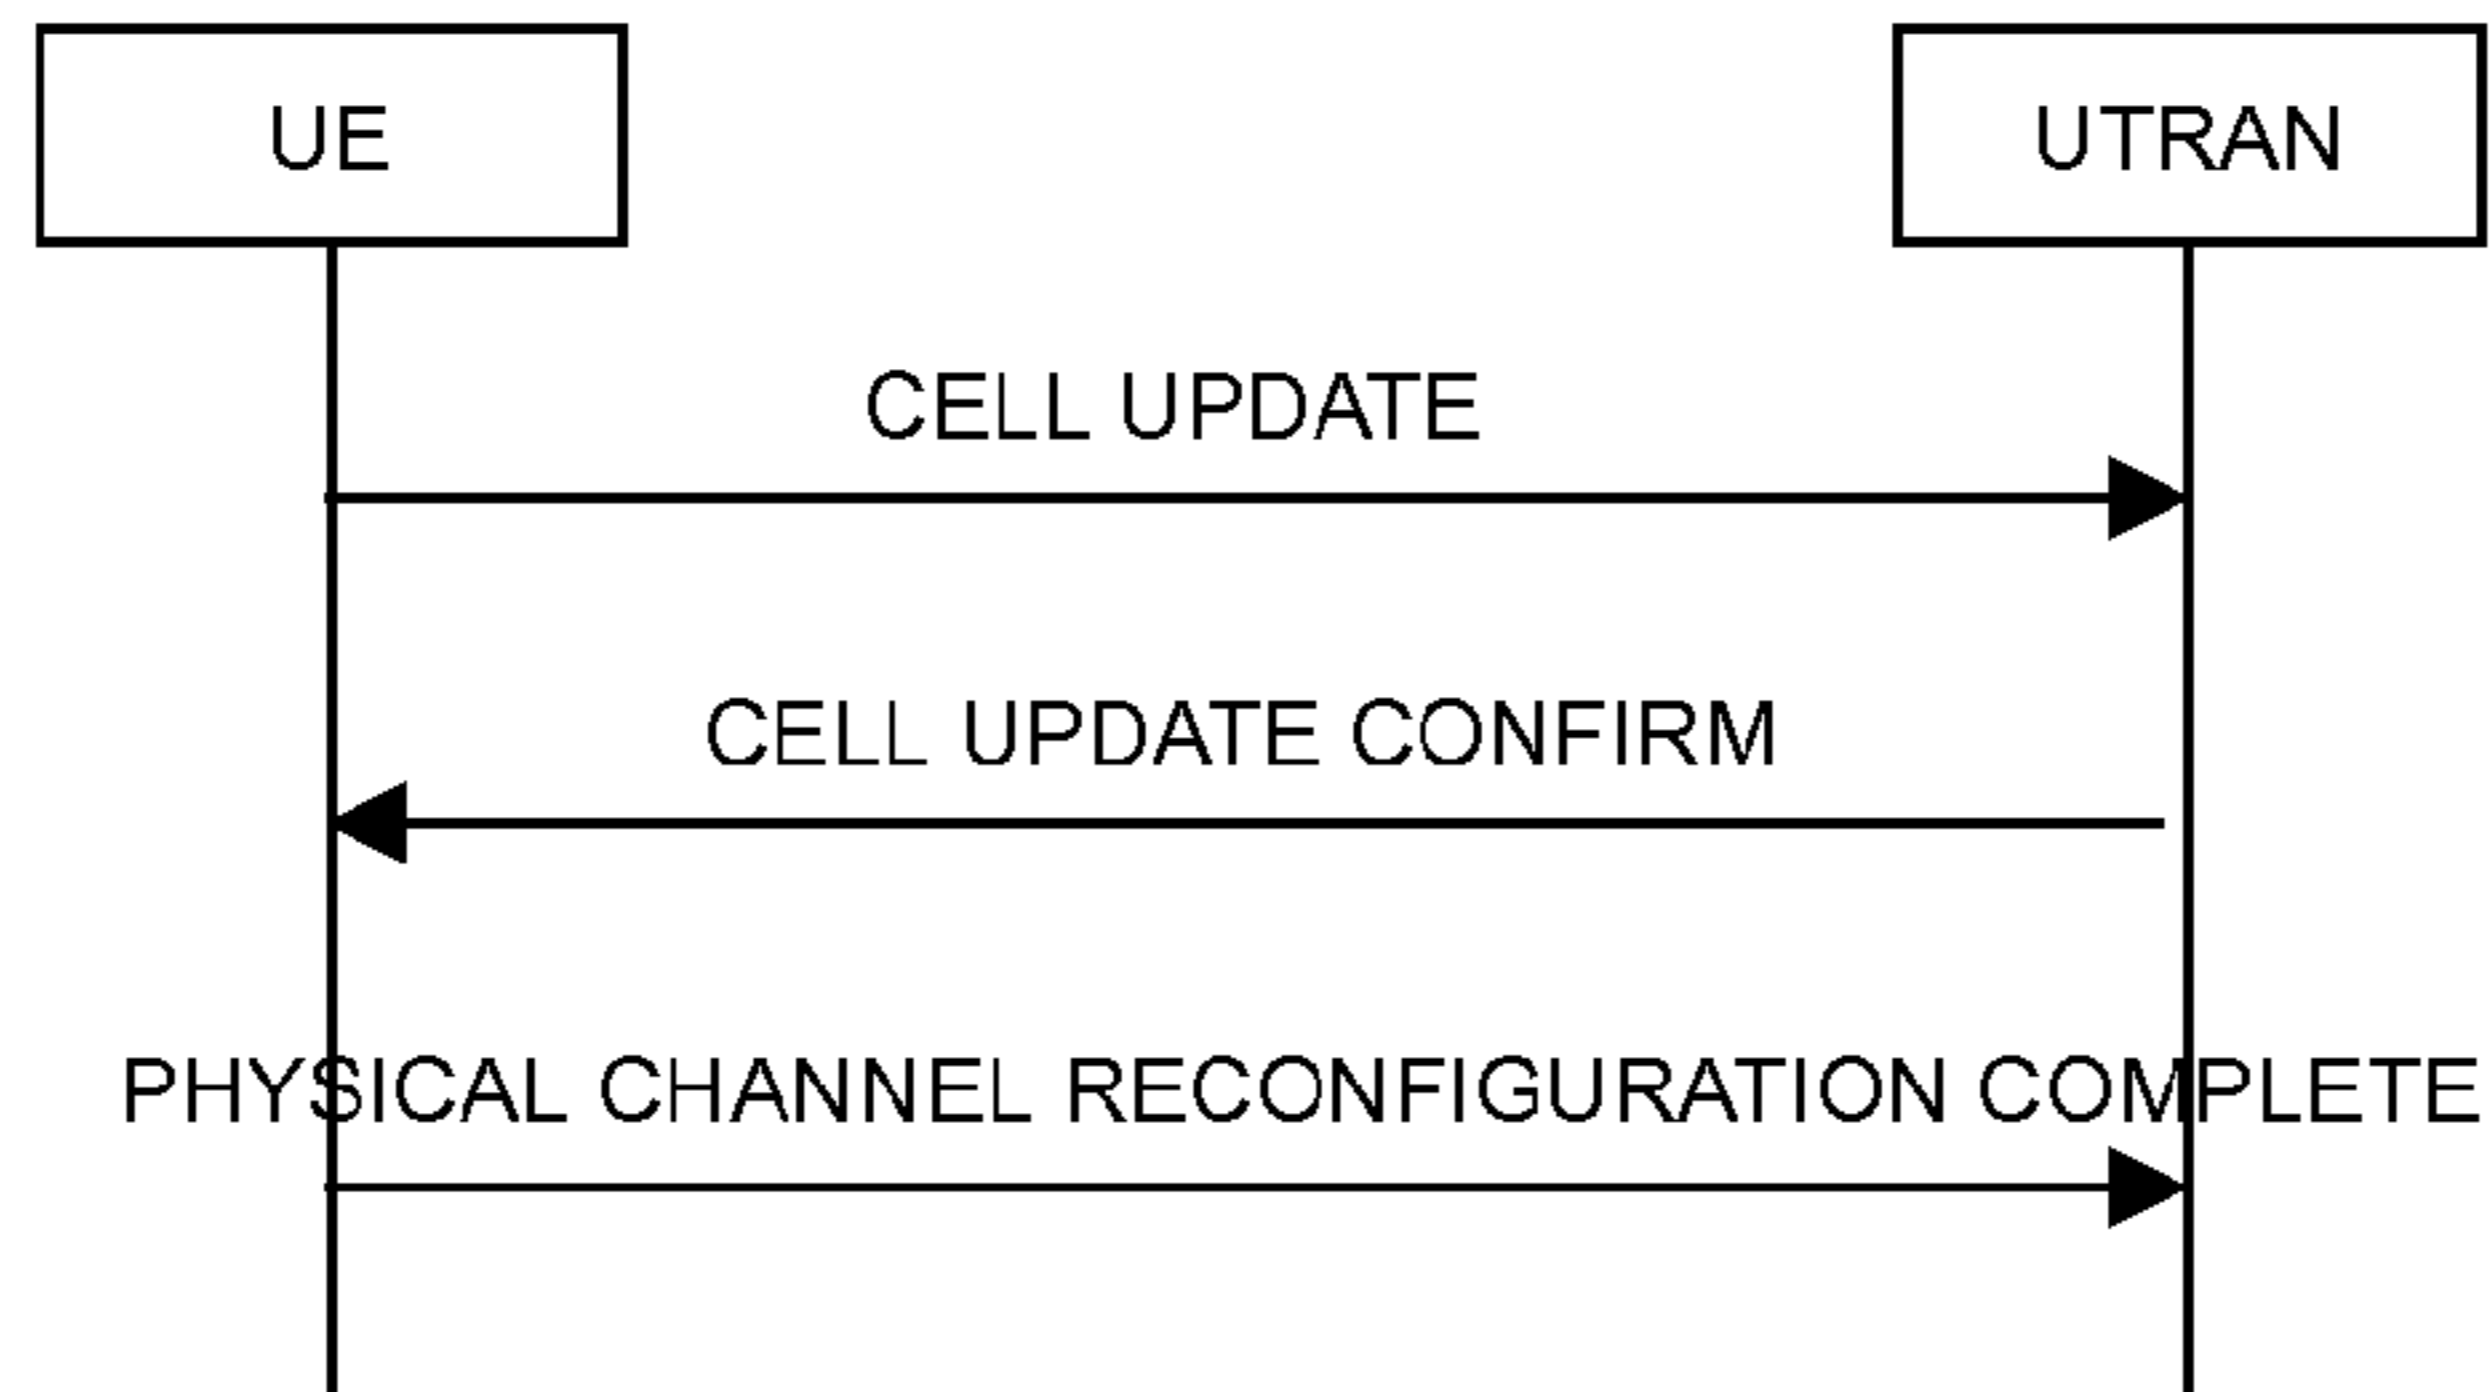 UE
UTRAN
CELL UPDATE
CELL UPDATE CONFIRM
PHYSICAL CHANNEL RECONFIGURATION COMPLETE